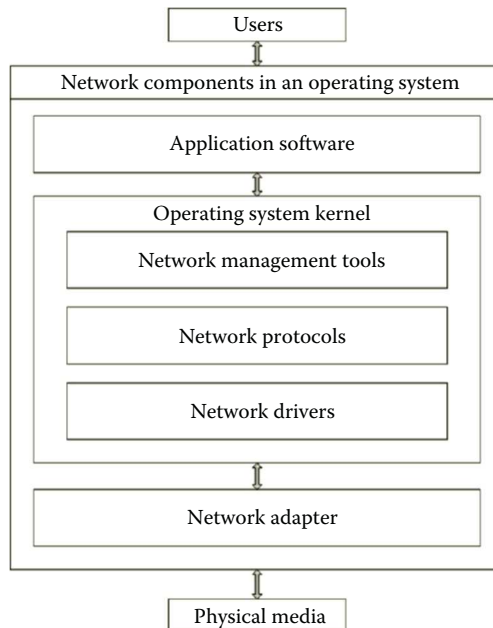 Users
Network components in an operating system
Application software
Operating system kernel
Network management tools
Network protocols
Network drivers
Network adapter
Physical media